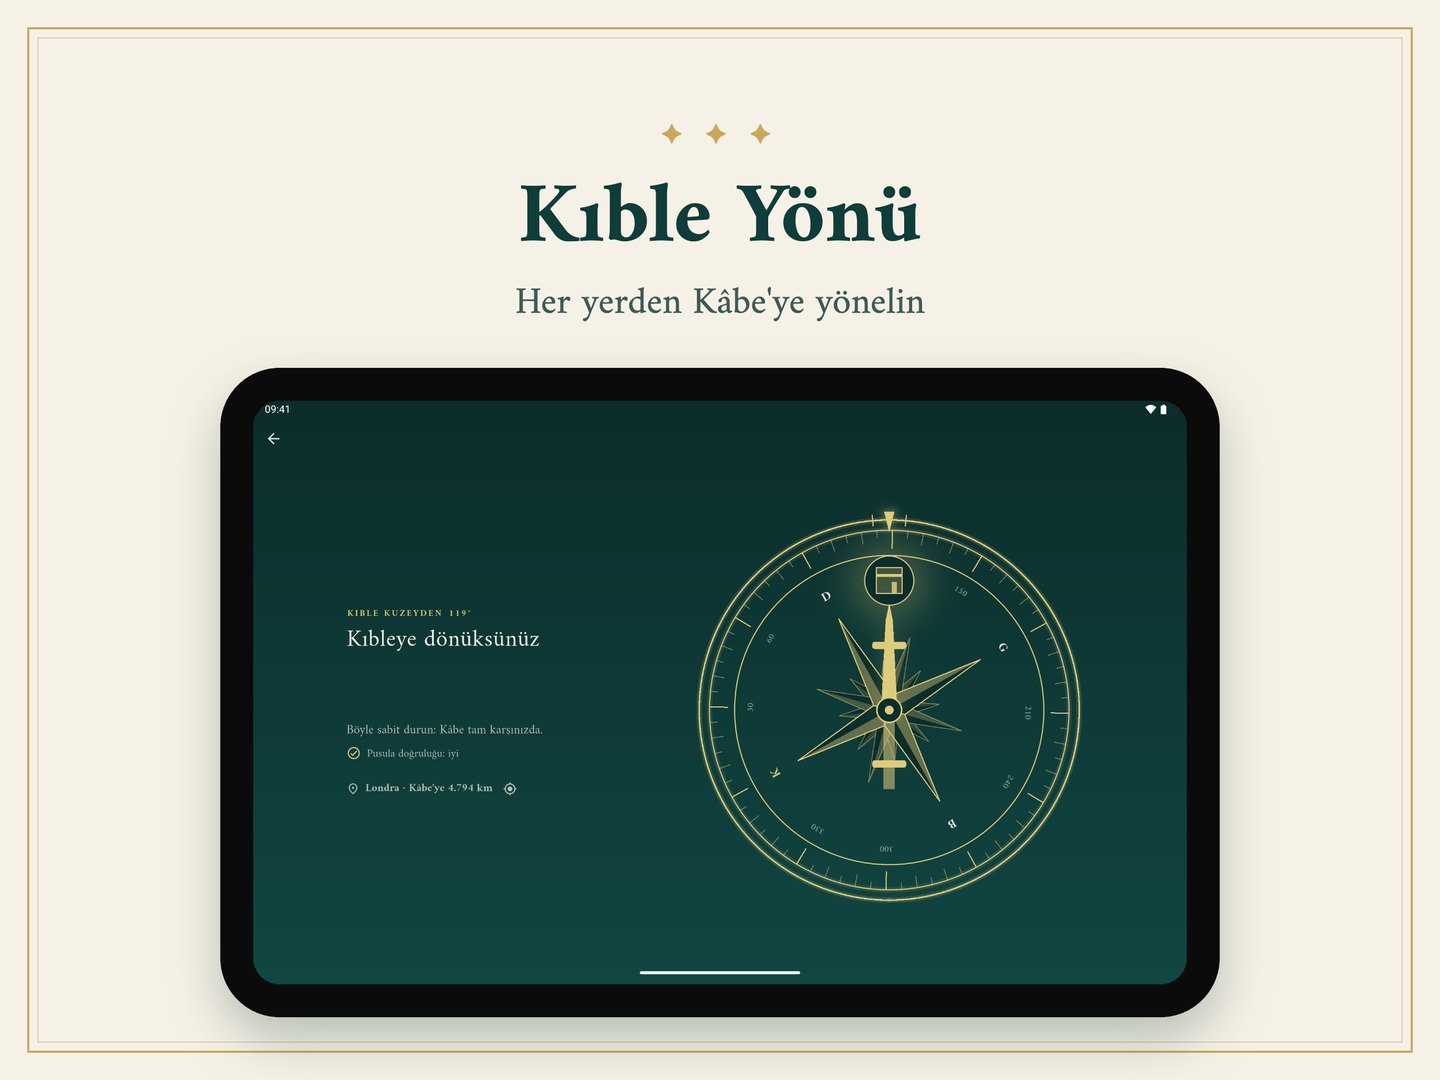 Kıble Yönü
Her yerden Kâbe'ye yönelin
09:41
KIBLE KUZEYDEN 119°
Kıbleye dönüksünüz
Böyle sabit durun: Kâbe tam karşınızda.
Pusula doğruluğu: iyi
Londra · Kâbe'ye 4.794 km
D
150
60
G
30
210
K
240
330
B
300